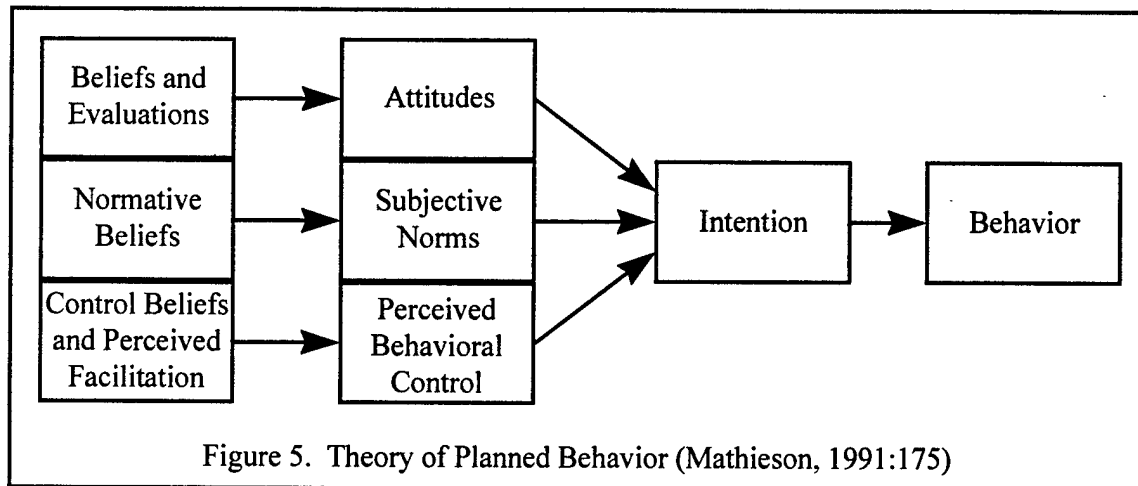 Beliefs and
Evaluations
Attitudes
Normative
Beliefs
Subjective
Norms
Intention
Behavior
Control Beliefs
and Perceived
Facilitation
Perceived
Behavioral
Control
Figure 5. Theory of Planned Behavior (Mathieson, 1991:175)